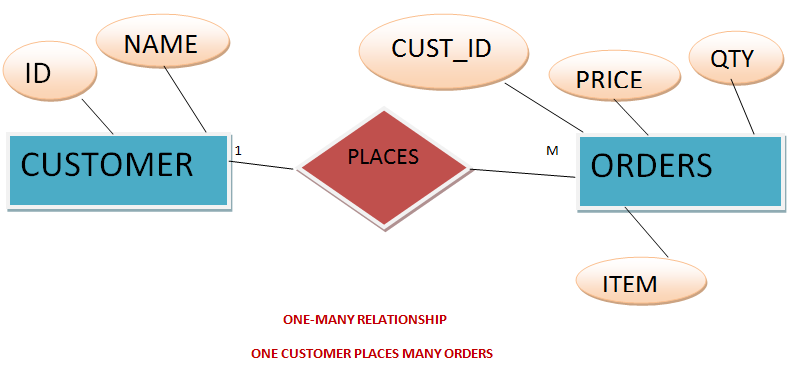 ID
NAME
CUST_ID
PRICE
QTY
CUSTOMER
1
PLACES
M
ORDERS
ITEM
ONE-MANY RELATIONSHIP
ONE CUSTOMER PLACES MANY ORDERS